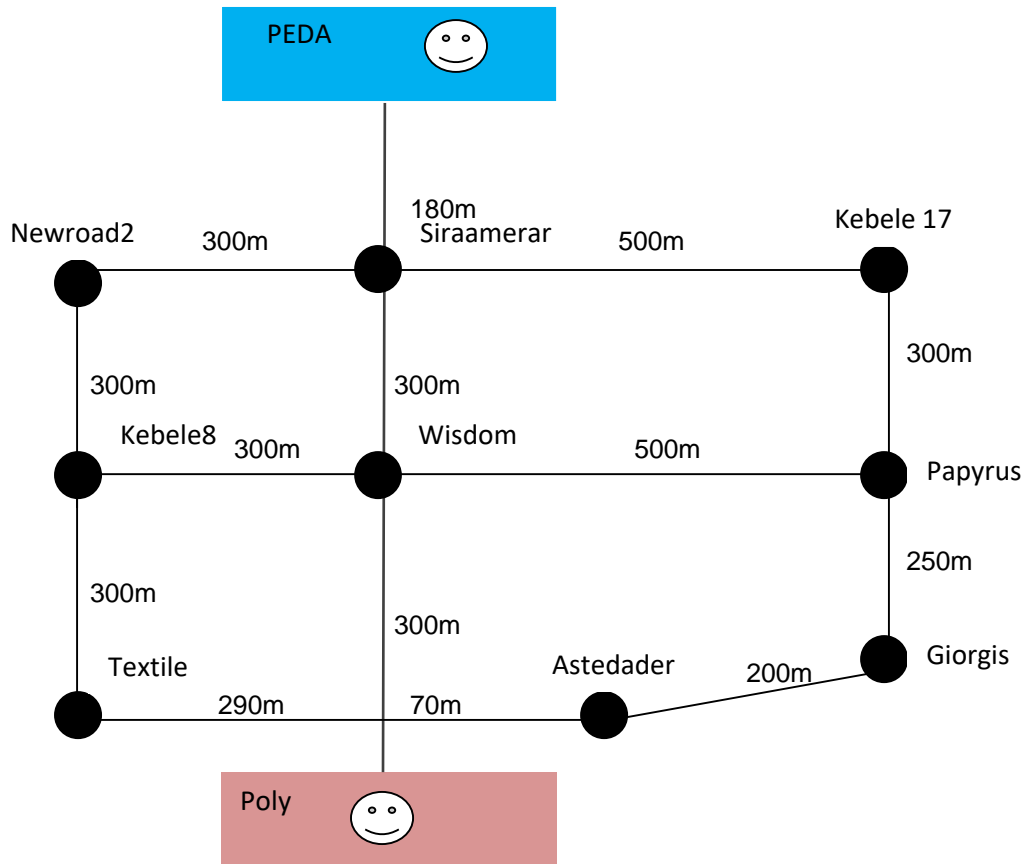 PEDA
180m
Newroad2
300m
Siraamerar
500m
Kebele 17
300m
300m
300m
Kebele8
300m
Wisdom
500m
Papyrus
250m
300m
300m
Textile
Astedader
200m
Giorgis
290m
70m
Poly